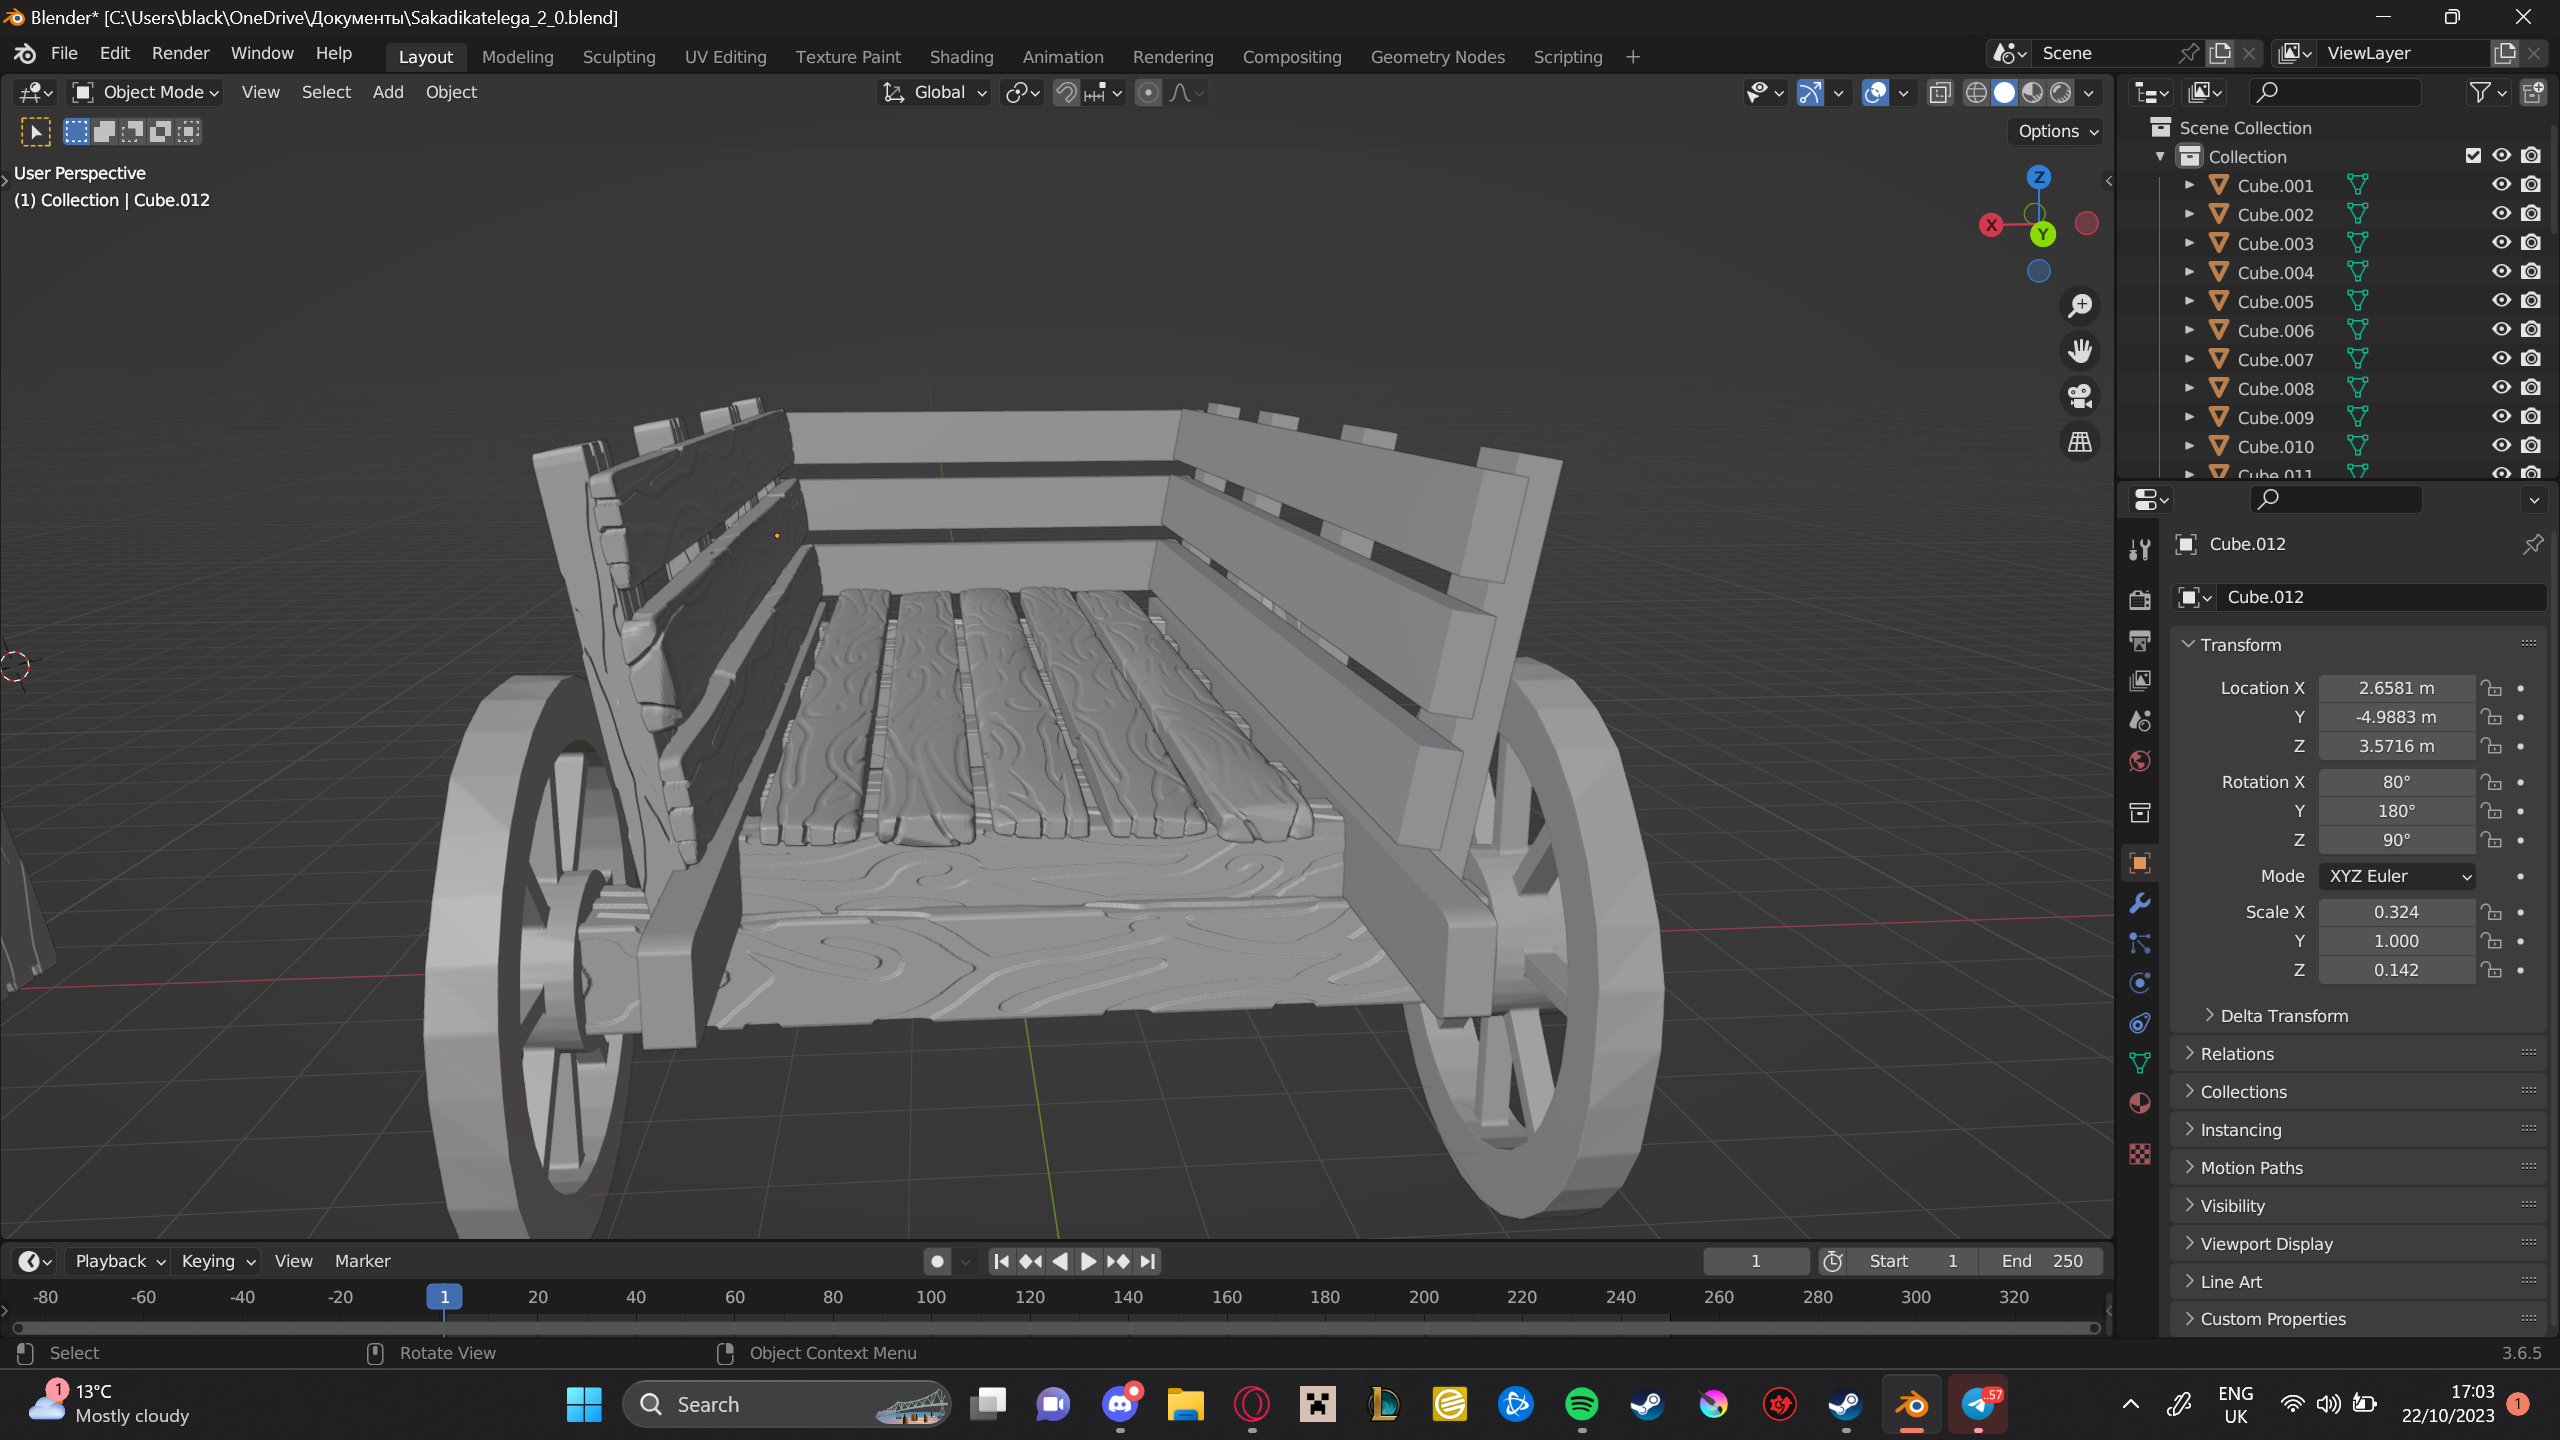 Blender* [C:\Users\black\OneDrive\Документы\Sakadikatelega_2_0.blend]
File Edit Render Window Help Layout Modeling Sculpting UV Editing Texture Paint Shading Animation Rendering Compositing Geometry Nodes Scripting + Scene ViewLayer
Object Mode View Select Add Object Global
Options
User Perspective
(1) Collection | Cube.012
Z
X
Y
Scene Collection
Collection
Cube.001
Cube.002
Cube.003
Cube.004
Cube.005
Cube.006
Cube.007
Cube.008
Cube.009
Cube.010
Cube.011
Cube.012
Cube.012
Transform
Location X 2.6581 m
Y -4.9883 m
Z 3.5716 m
Rotation X 80°
Y 180°
Z 90°
Mode XYZ Euler
Scale X 0.324
Y 1.000
Z 0.142
Delta Transform
Relations
Collections
Instancing
Motion Paths
Visibility
Viewport Display
Line Art
Custom Properties
Playback Keying View Marker 1 Start 1 End 250
-80 -60 -40 -20 1 20 40 60 80 100 120 140 160 180 200 220 240 260 280 300 320
Select Rotate View Object Context Menu 3.6.5
1
13°C
Mostly cloudy
Search
..57
ENG
UK
17:03
22/10/2023
1